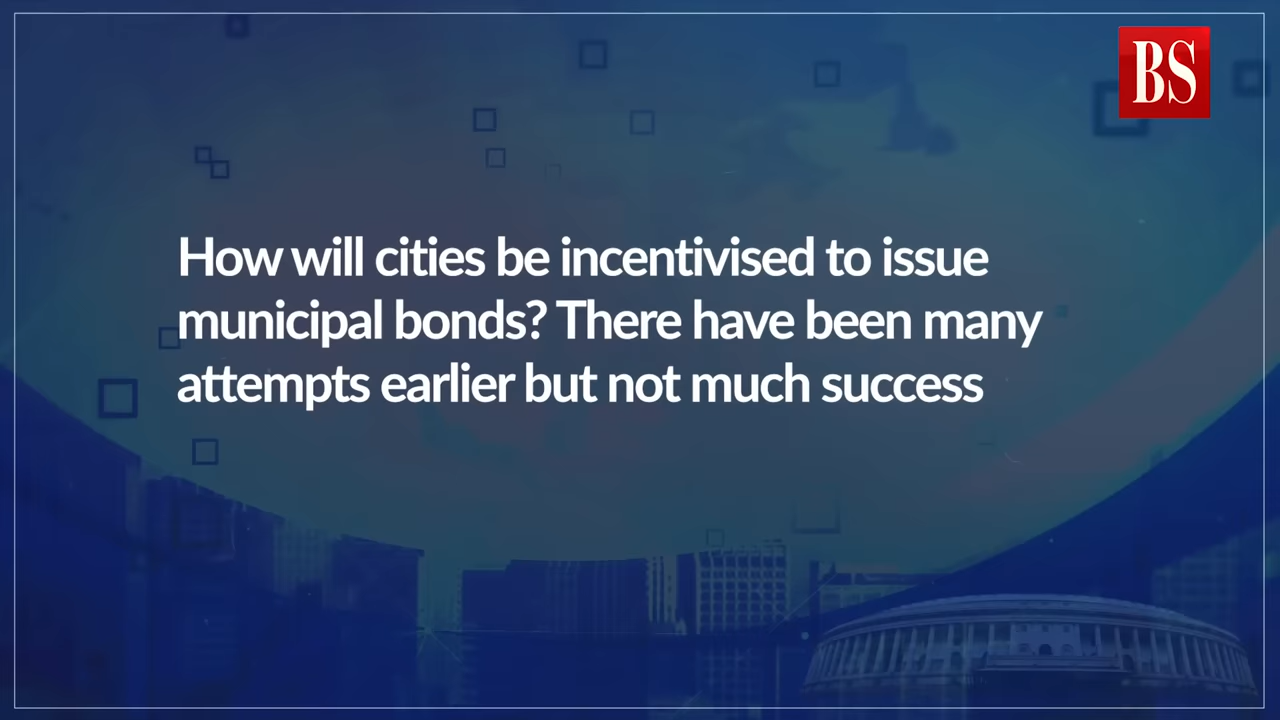 BS
How will cities be incentivised to issue
municipal bonds? There have been many
attempts earlier but not much success